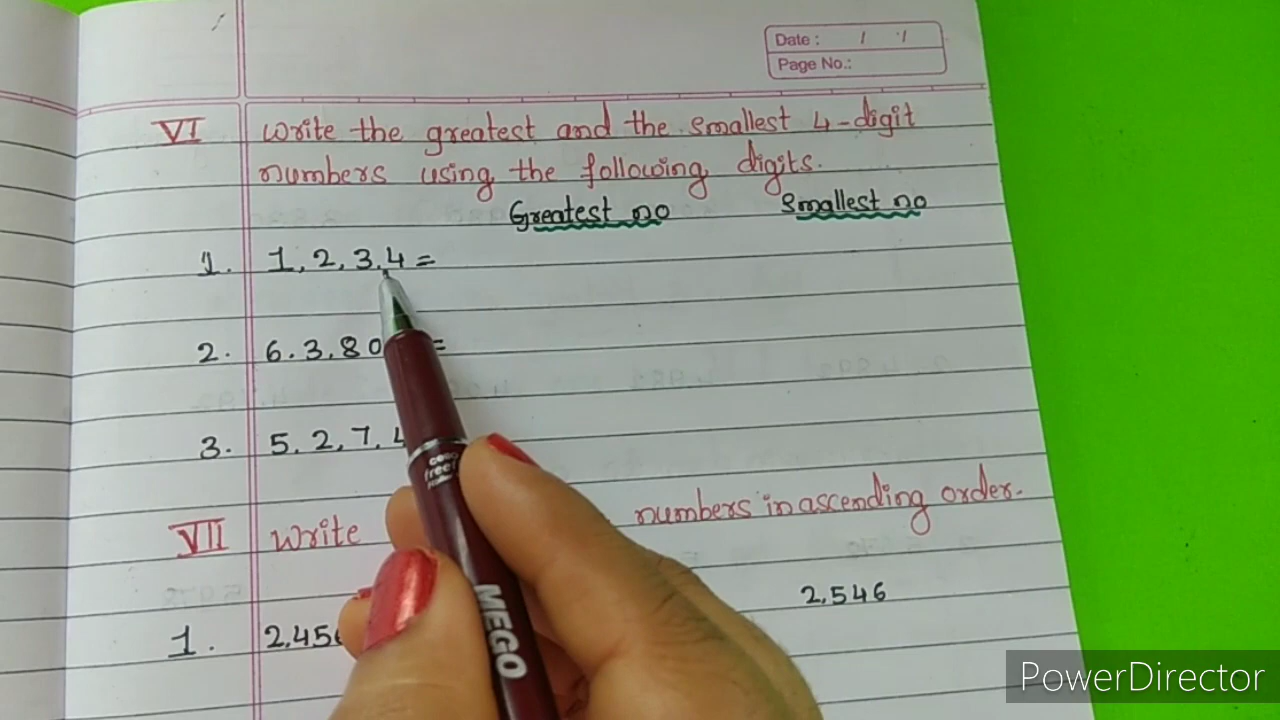 Date : / /
Page No.:
VI Write the greatest and the smallest 4-digit
numbers using the following digits.
Greatest no Smallest no
1. 1, 2, 3, 4 =
2. 6. 3, 8 0 =
3. 5, 2, 7, 4
VII Write numbers in ascending order.
2,546
1. 2,456
MEGO
PowerDirector